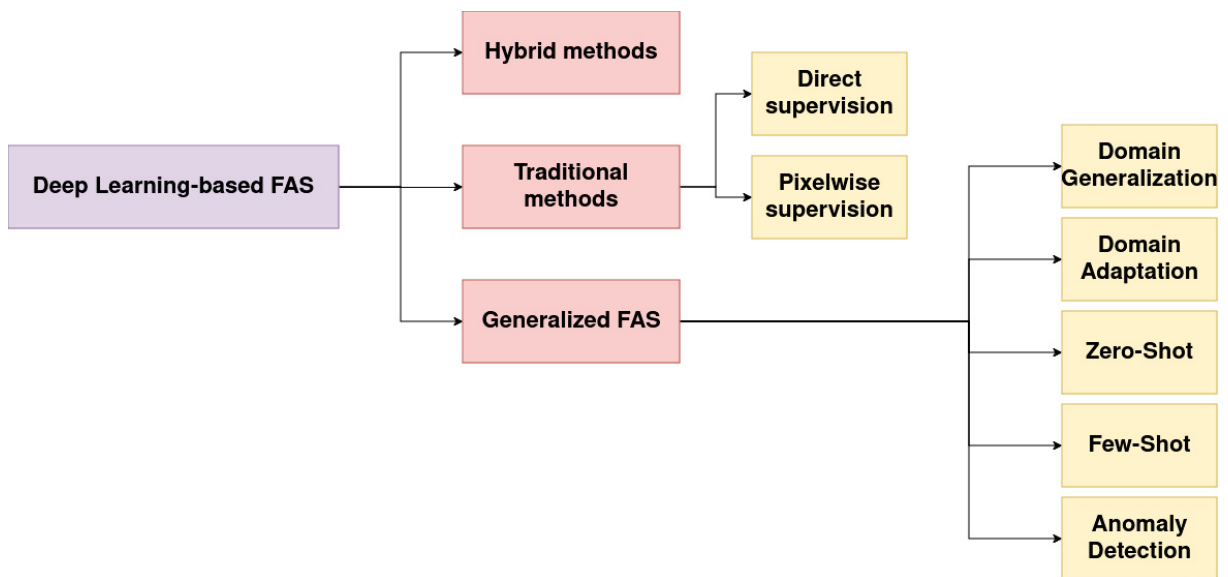 Deep Learning-based FAS
Hybrid methods
Traditional
methods
Generalized FAS
Direct
supervision
Pixelwise
supervision
Domain
Generalization
Domain
Adaptation
Zero-Shot
Few-Shot
Anomaly
Detection